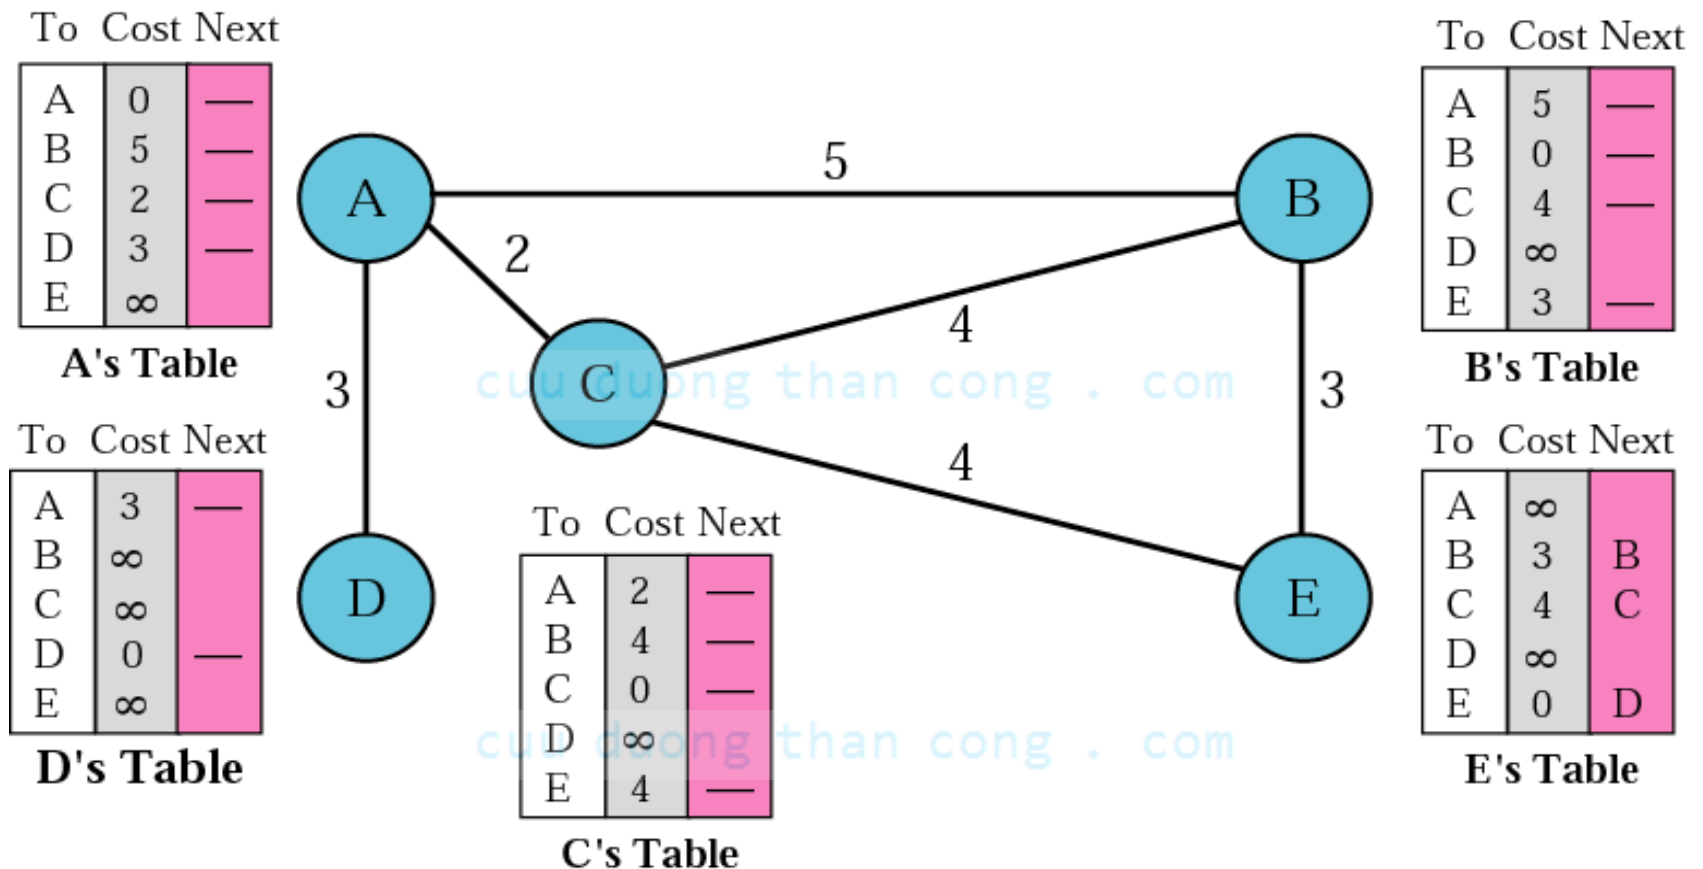 To Cost Next
A 0 —
B 5 —
C 2 —
D 3 —
E ∞
A's Table
To Cost Next
A 5 —
B 0 —
C 4 —
D ∞
E 3 —
B's Table
A
5
B
2
4
C
3
3
4
D
E
cuu duong than cong . com
To Cost Next
A 3 —
B ∞
C ∞
D 0 —
E ∞
D's Table
To Cost Next
A 2 —
B 4 —
C 0 —
D ∞
E 4 —
C's Table
cuu duong than cong . com
To Cost Next
A ∞
B 3 B
C 4 C
D ∞
E 0 D
E's Table